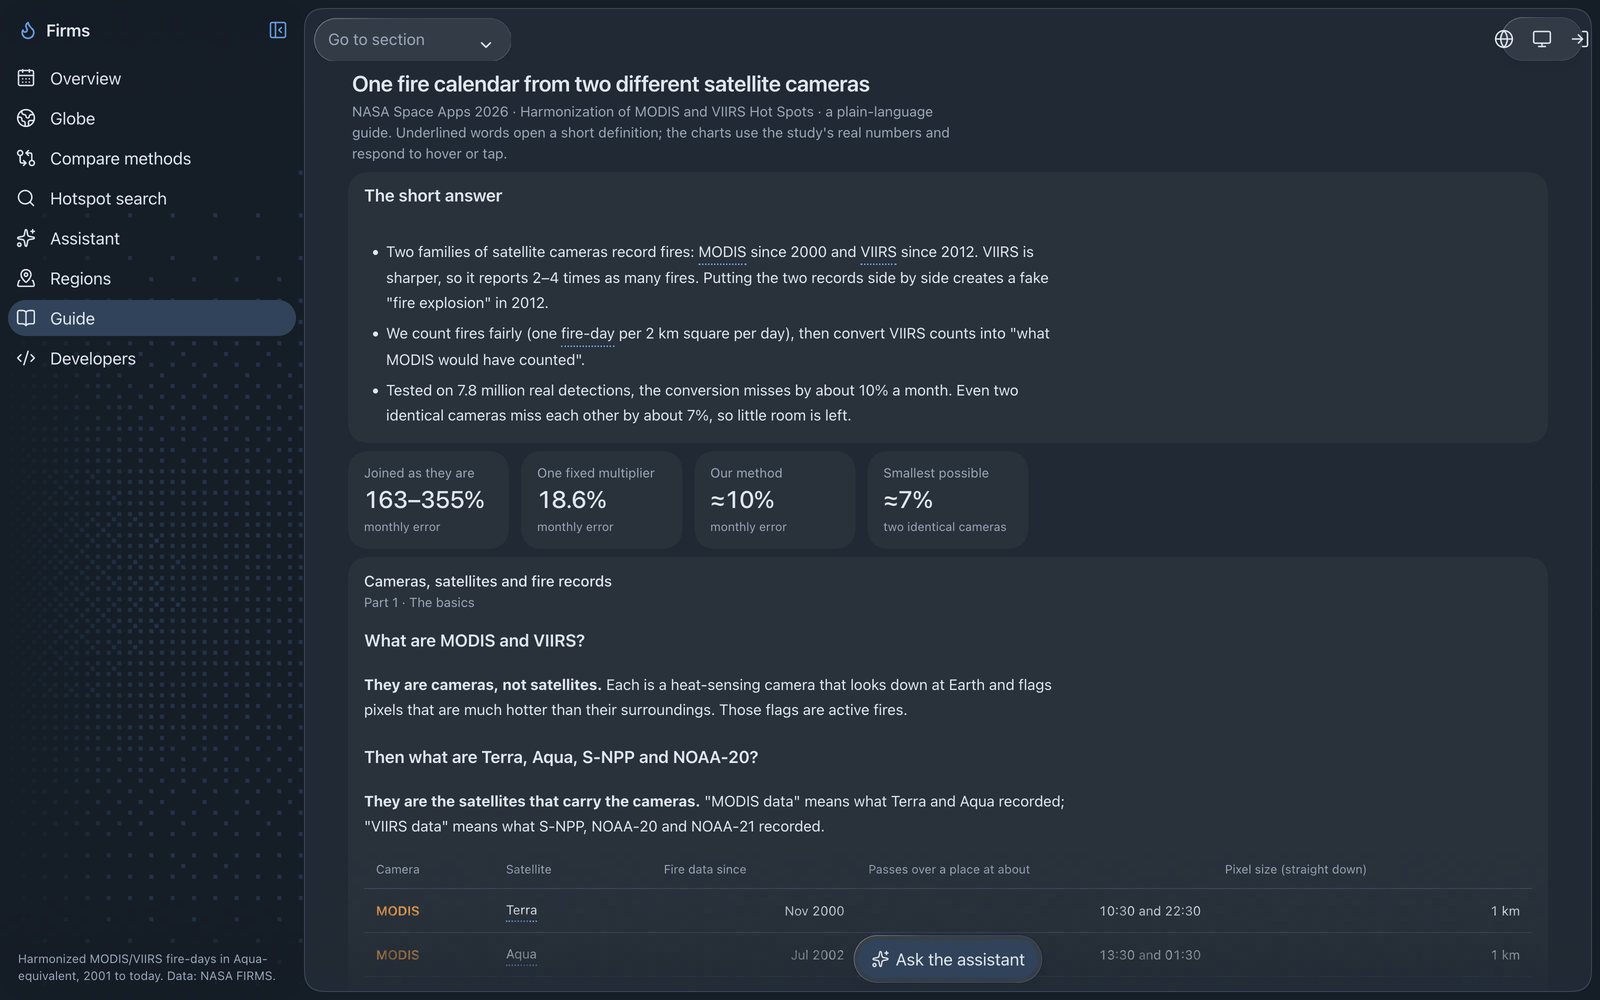 Firms
Overview
Globe
Compare methods
Hotspot search
Assistant
Regions
Guide
Developers
Harmonized MODIS/VIIRS fire-days in Aqua-
equivalent, 2001 to today. Data: NASA FIRMS.
Go to section
One fire calendar from two different satellite cameras
NASA Space Apps 2026 · Harmonization of MODIS and VIIRS Hot Spots · a plain-language
guide. Underlined words open a short definition; the charts use the study's real numbers and
respond to hover or tap.
The short answer
• Two families of satellite cameras record fires: MODIS since 2000 and VIIRS since 2012. VIIRS is
sharper, so it reports 2–4 times as many fires. Putting the two records side by side creates a fake
"fire explosion" in 2012.
• We count fires fairly (one fire-day per 2 km square per day), then convert VIIRS counts into "what
MODIS would have counted".
• Tested on 7.8 million real detections, the conversion misses by about 10% a month. Even two
identical cameras miss each other by about 7%, so little room is left.
Joined as they are
163–355%
monthly error
One fixed multiplier
18.6%
monthly error
Our method
≈10%
monthly error
Smallest possible
≈7%
two identical cameras
Cameras, satellites and fire records
Part 1 · The basics
What are MODIS and VIIRS?
They are cameras, not satellites. Each is a heat-sensing camera that looks down at Earth and flags
pixels that are much hotter than their surroundings. Those flags are active fires.
Then what are Terra, Aqua, S-NPP and NOAA-20?
They are the satellites that carry the cameras. "MODIS data" means what Terra and Aqua recorded;
"VIIRS data" means what S-NPP, NOAA-20 and NOAA-21 recorded.
Camera Satellite Fire data since Passes over a place at about Pixel size (straight down)
MODIS Terra Nov 2000 10:30 and 22:30 1 km
MODIS Aqua Jul 2002 13:30 and 01:30 1 km
Ask the assistant